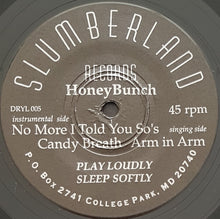 SLUMBERLAND
RECORDS
HoneyBunch
DRYL 005
45 rpm
instrumental side
No More I Told You So's
singing side
Candy Breath Arm in Arm
PLAY LOUDLY
SLEEP SOFTLY
P.O. Box 2741 COLLEGE PARK, MD 20740